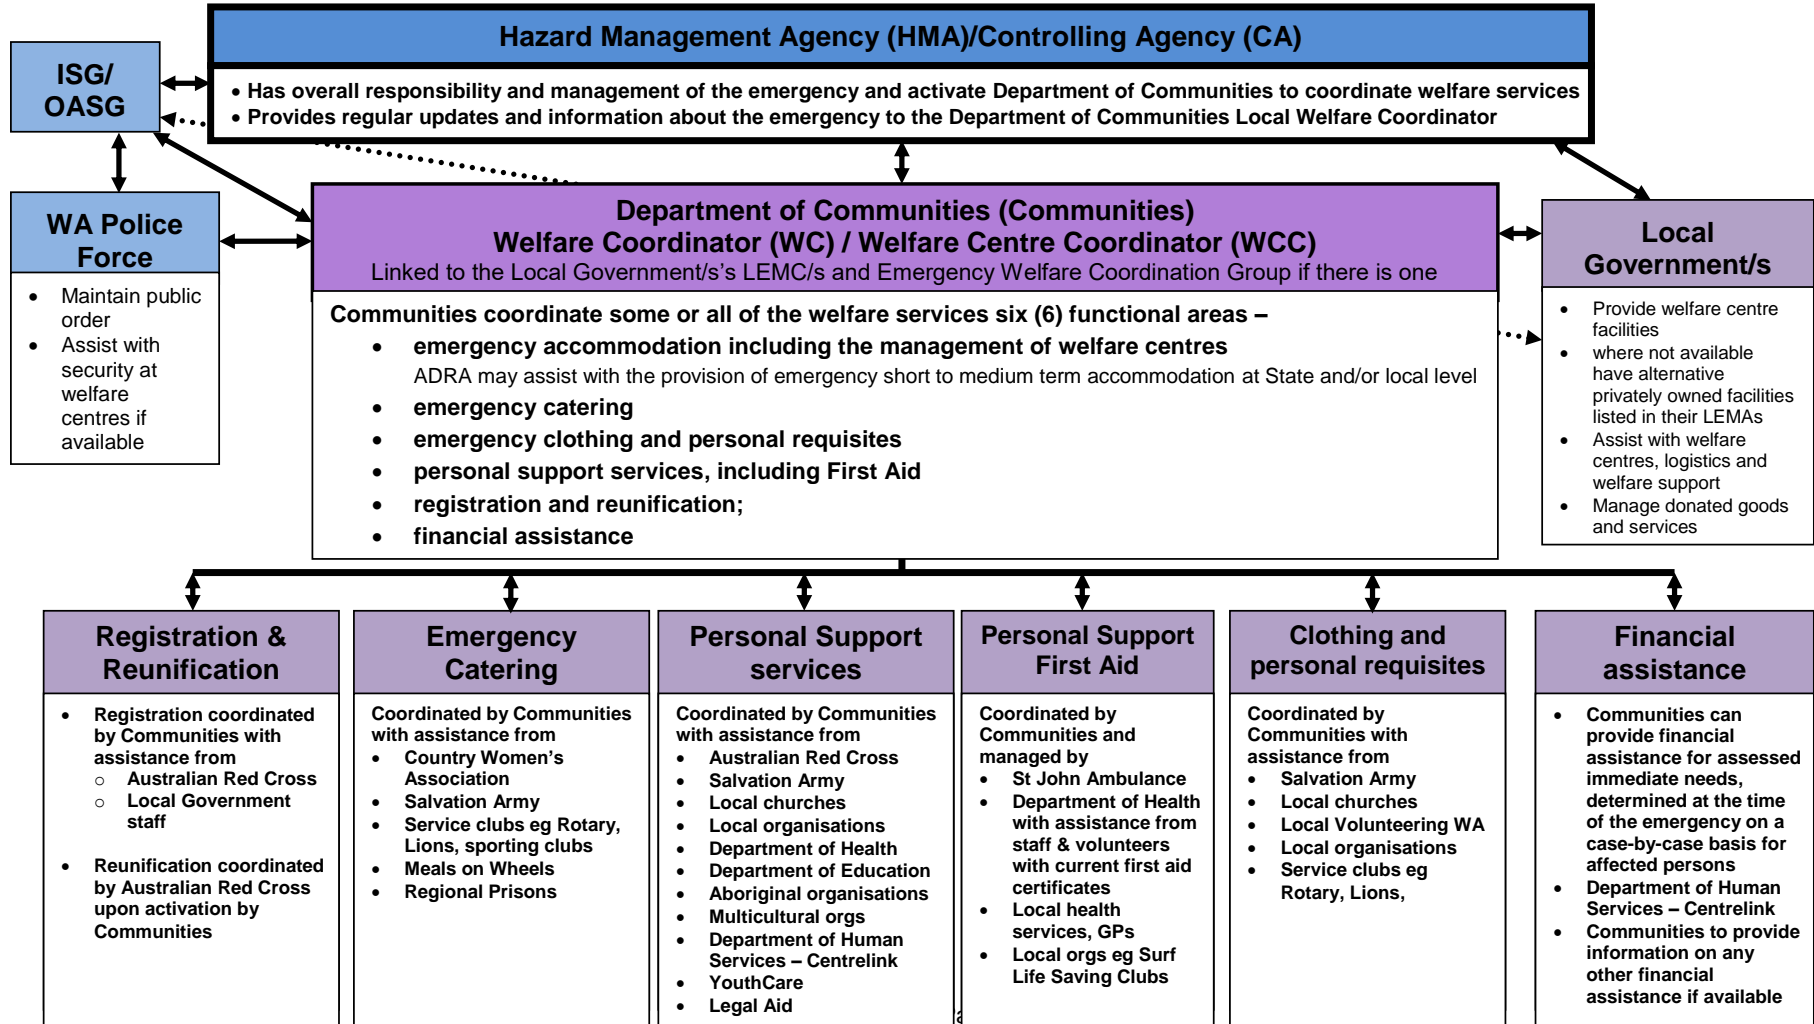 Hazard Management Agency (HMA)/Controlling Agency (CA)
• Has overall responsibility and management of the emergency and activate Department of Communities to coordinate welfare services
• Provides regular updates and information about the emergency to the Department of Communities Local Welfare Coordinator
ISG/
OASG
WA Police
Force
• Maintain public
order
• Assist with
security at
welfare
centres if
available
Department of Communities (Communities)
Welfare Coordinator (WC) / Welfare Centre Coordinator (WCC)
Linked to the Local Government/s's LEMC/s and Emergency Welfare Coordination Group if there is one
Communities coordinate some or all of the welfare services six (6) functional areas –
• emergency accommodation including the management of welfare centres
ADRA may assist with the provision of emergency short to medium term accommodation at State and/or local level
• emergency catering
• emergency clothing and personal requisites
• personal support services, including First Aid
• registration and reunification;
• financial assistance
Local
Government/s
• Provide welfare centre
facilities
• where not available
have alternative
privately owned facilities
listed in their LEMAs
• Assist with welfare
centres, logistics and
welfare support
• Manage donated goods
and services
Registration &
Reunification
• Registration coordinated
by Communities with
assistance from
o Australian Red Cross
o Local Government
staff
• Reunification coordinated
by Australian Red Cross
upon activation by
Communities
Emergency
Catering
Coordinated by Communities
with assistance from
• Country Women's
Association
• Salvation Army
• Service clubs eg Rotary,
Lions, sporting clubs
• Meals on Wheels
• Regional Prisons
Personal Support
services
Coordinated by Communities
with assistance from
• Australian Red Cross
• Salvation Army
• Local churches
• Local organisations
• Department of Health
• Department of Education
• Aboriginal organisations
• Multicultural orgs
• Department of Human
Services – Centrelink
• YouthCare
• Legal Aid
Personal Support
First Aid
Coordinated by
Communities and
managed by
• St John Ambulance
• Department of Health
with assistance from
staff & volunteers
with current first aid
certificates
• Local health
services, GPs
• Local orgs eg Surf
Life Saving Clubs
Clothing and
personal requisites
Coordinated by
Communities with
assistance from
• Salvation Army
• Local churches
• Local Volunteering WA
• Local organisations
• Service clubs eg
Rotary, Lions,
Financial
assistance
• Communities can
provide financial
assistance for assessed
immediate needs,
determined at the time
of the emergency on a
case-by-case basis for
affected persons
• Department of Human
Services – Centrelink
• Communities to provide
information on any
other financial
assistance if available